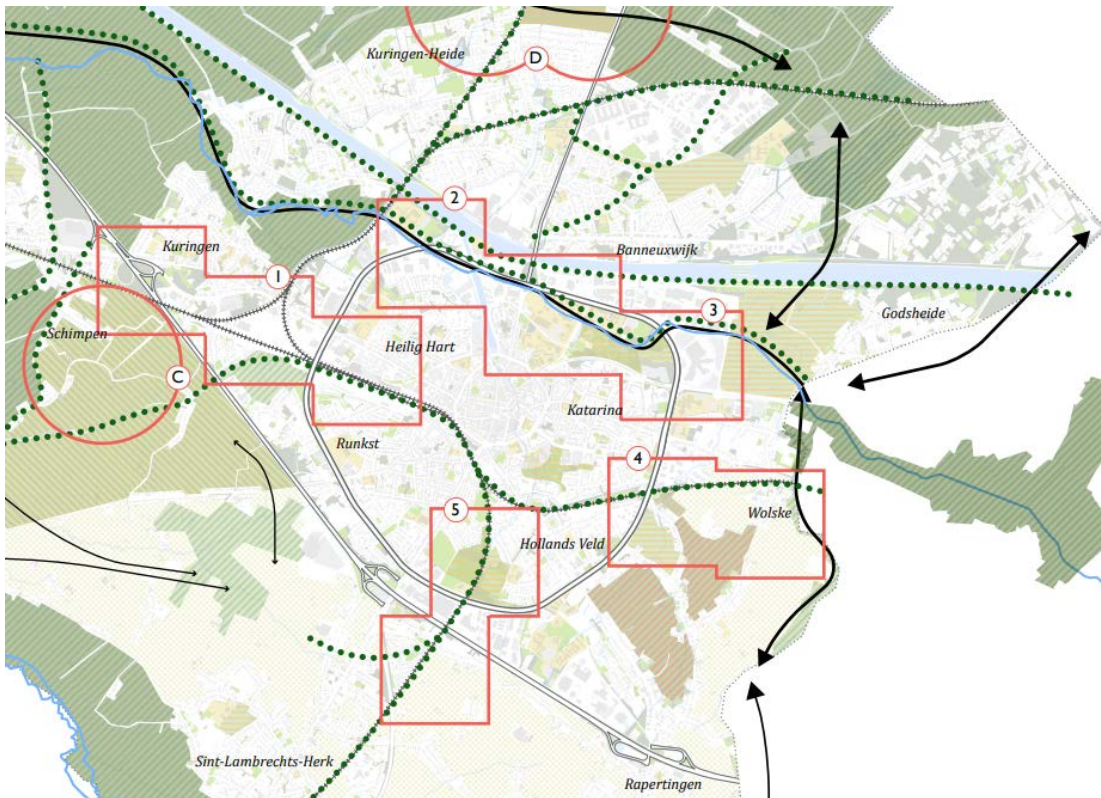 Kuringen-Heide
D
2
Kuringen
Banneuxwijk
1
3
Godsheide
Schimpen
Heilig Hart
C
Katarina
Runkst
4
5
Wolske
Hollands Veld
Sint-Lambrechts-Herk
Rapertingen